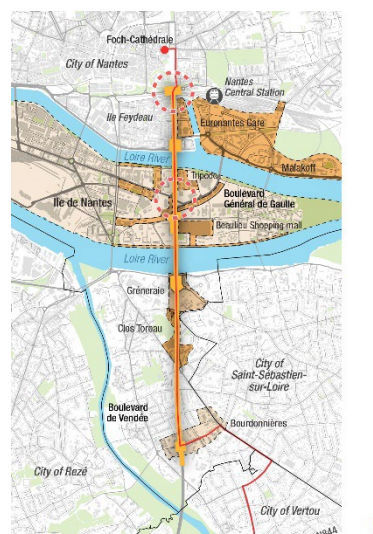 Foch-Cathédrale
City of Nantes
Nantes
Central Station
Ile Feydeau
Euronantes Gare
Loire River
Malakoff
Tripode
Boulevard
Général de Gaulle
Ile de Nantes
Beaulieu Shopping mall
Loire River
Gréneraie
Clos Toreau
City of
Saint-Sébastien-
sur-Loire
Boulevard
de Vendée
Bourdonnières
City of Rezé
City of Vertou
N844